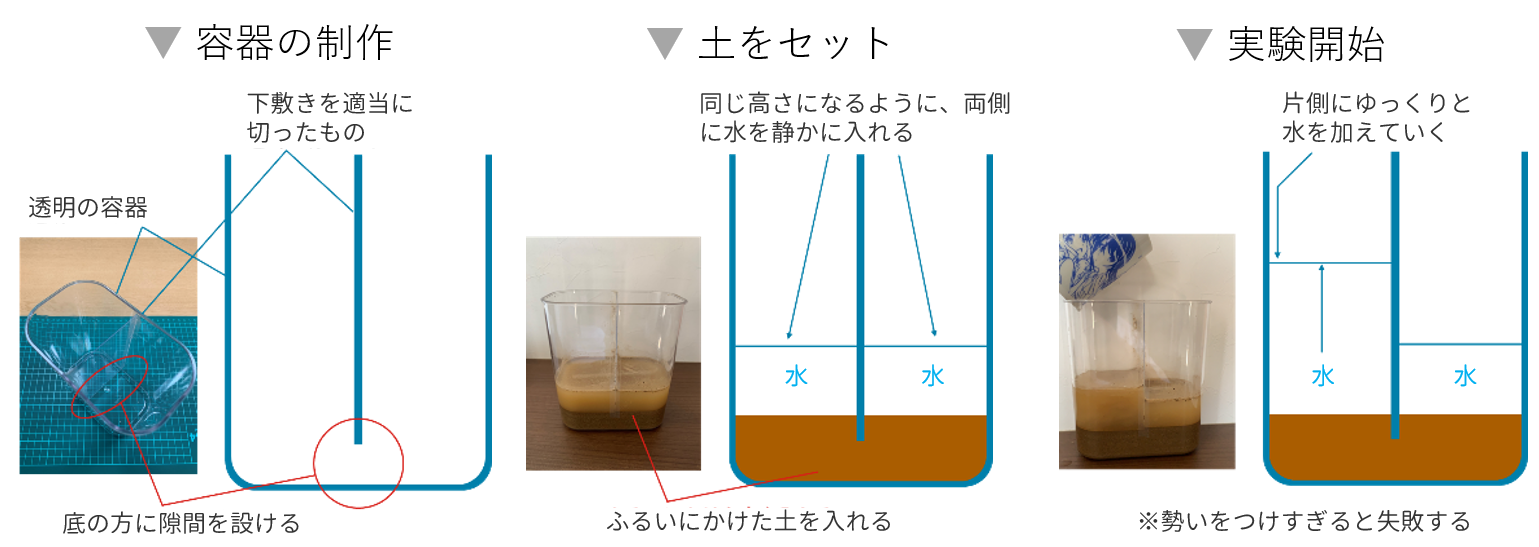 ▼ 容器の制作
下敷きを適当に
切ったもの
透明の容器
底の方に隙間を設ける
▼ 土をセット
同じ高さになるように、両側
に水を静かに入れる
水
水
ふるいにかけた土を入れる
▼ 実験開始
片側にゆっくりと
水を加えていく
水
水
※勢いをつけすぎると失敗する